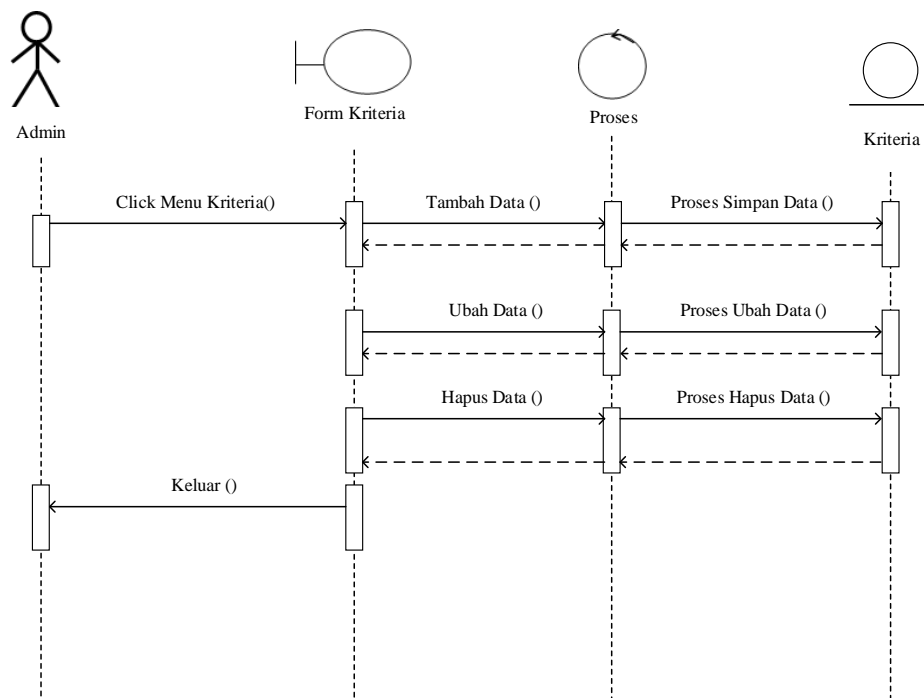 Admin
Form Kriteria
Proses
Kriteria
Click Menu Kriteria()
Tambah Data ()
Proses Simpan Data ()
Ubah Data ()
Proses Ubah Data ()
Hapus Data ()
Proses Hapus Data ()
Keluar ()